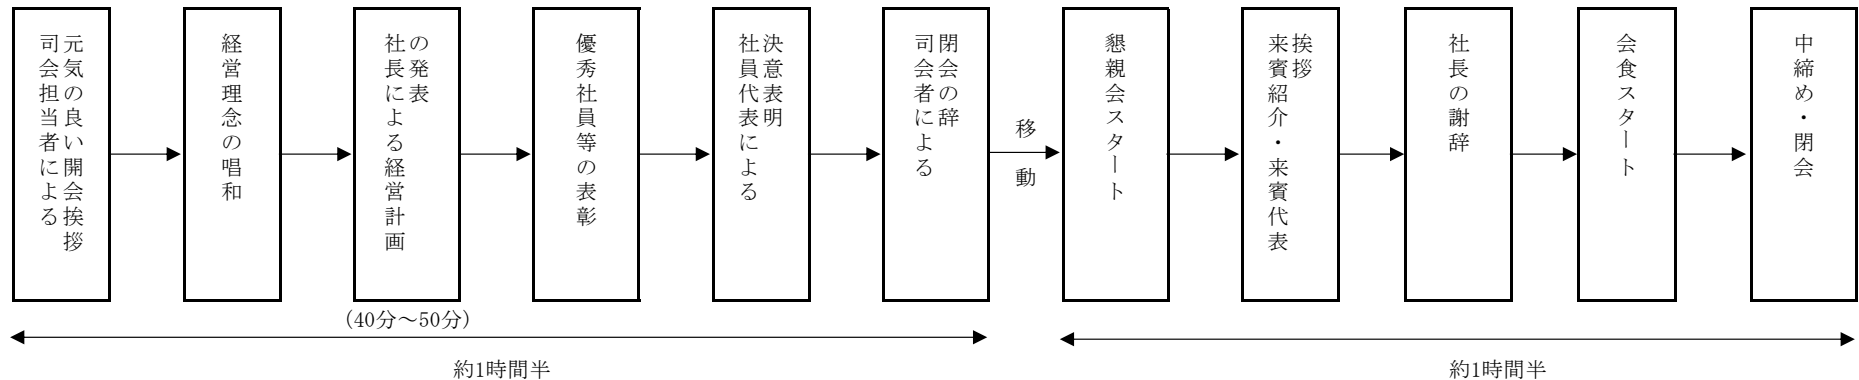 司会担当者による
元気の良い開会挨拶
経営理念の唱和
社長による経営計画
の発表
優秀社員等の表彰
社員代表による
決意表明
司会者による
閉会の辞
移動
懇親会スタート
来賓紹介・来賓代表
挨拶
社長の謝辞
会食スタート
中締め・閉会
(40分～50分)
約1時間半
約1時間半